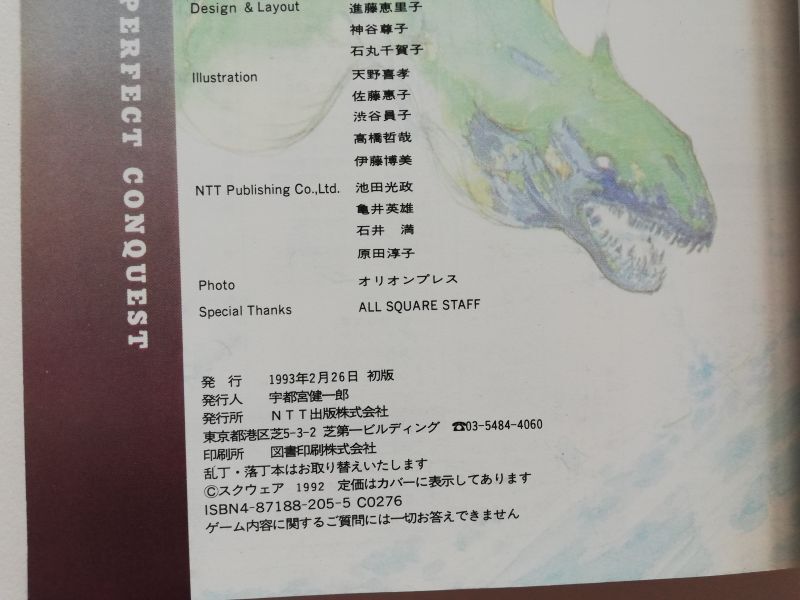 PERFECT CONQUEST
Design & Layout 進藤恵里子
神谷尊子
石丸千賀子
Illustration 天野喜孝
佐藤惠子
渋谷員子
高橋哲哉
伊藤博美
NTT Publishing Co.,Ltd. 池田光政
亀井英雄
石井 満
原田淳子
Photo オリオンプレス
Special Thanks ALL SQUARE STAFF
発 行 1993年2月26日 初版
発行人 宇都宮健一郎
発行所 NTT出版株式会社
東京都港区芝5-3-2 芝第一ビルディング ☎03-5484-4060
印刷所 図書印刷株式会社
乱丁・落丁本はお取り替えいたします
Ⓒスクウェア 1992 定価はカバーに表示してあります
ISBN4-87188-205-5 C0276
ゲーム内容に関するご質問には一切お答えできません